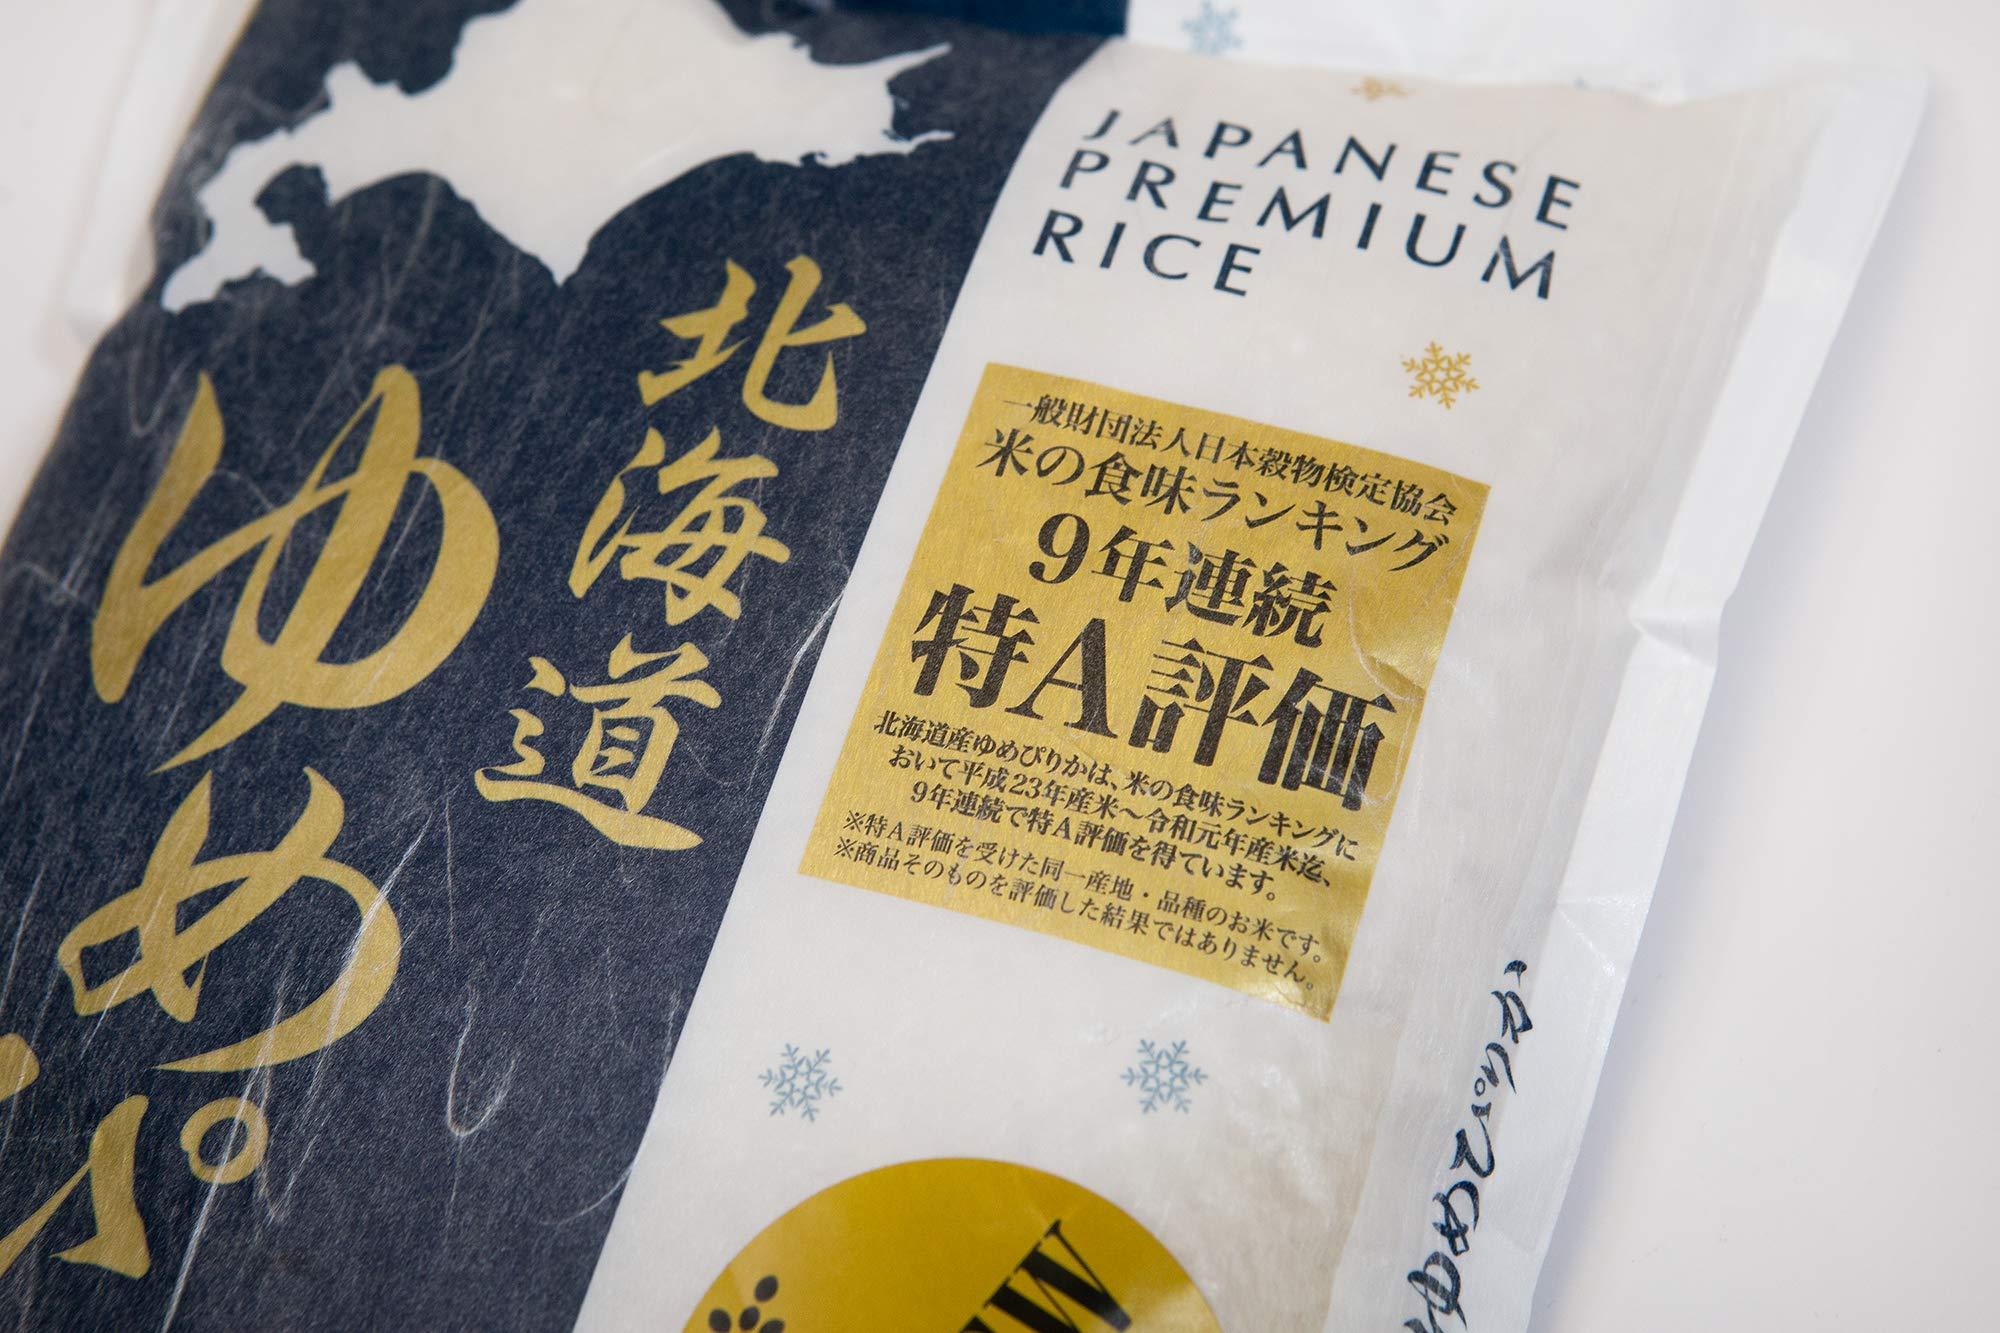 JAPANESE
PREMIUM
RICE
北海道
ゆめぴ
一般財団法人日本穀物検定協会
米の食味ランキング
9年連続
特A評価
北海道産ゆめぴりかは、米の食味ランキングに
おいて平成23年産米〜令和元年産米迄、
9年連続で特A評価を得ています。
※特A評価を受けた同一産地・品種のお米です。
※商品そのものを評価した結果ではありません。
ゆめぴりか